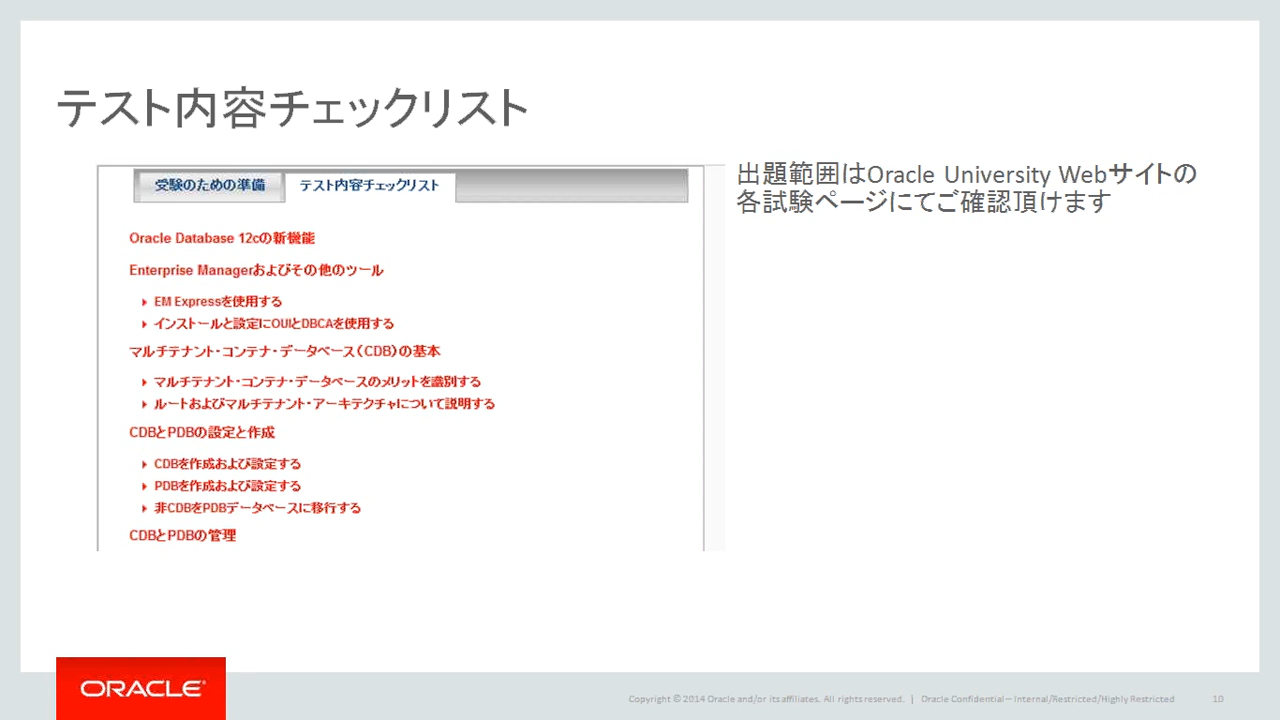 テスト内容チェックリスト
受験のための準備 テスト内容チェックリスト
Oracle Database 12cの新機能
Enterprise Managerおよびその他のツール
EM Expressを使用する
インストールと設定にOUIとDBCAを使用する
マルチテナント・コンテナ・データベース(CDB)の基本
マルチテナント・コンテナ・データベースのメリットを識別する
ルートおよびマルチテナント・アーキテクチャについて説明する
CDBとPDBの設定と作成
CDBを作成および設定する
PDBを作成および設定する
非CDBをPDBデータベースに移行する
CDBとPDBの管理
出題範囲はOracle University Webサイトの
各試験ページにてご確認頂けます
ORACLE
Copyright © 2014 Oracle and/or its affiliates. All rights reserved. | Oracle Confidential – Internal/Restricted/Highly Restricted 10